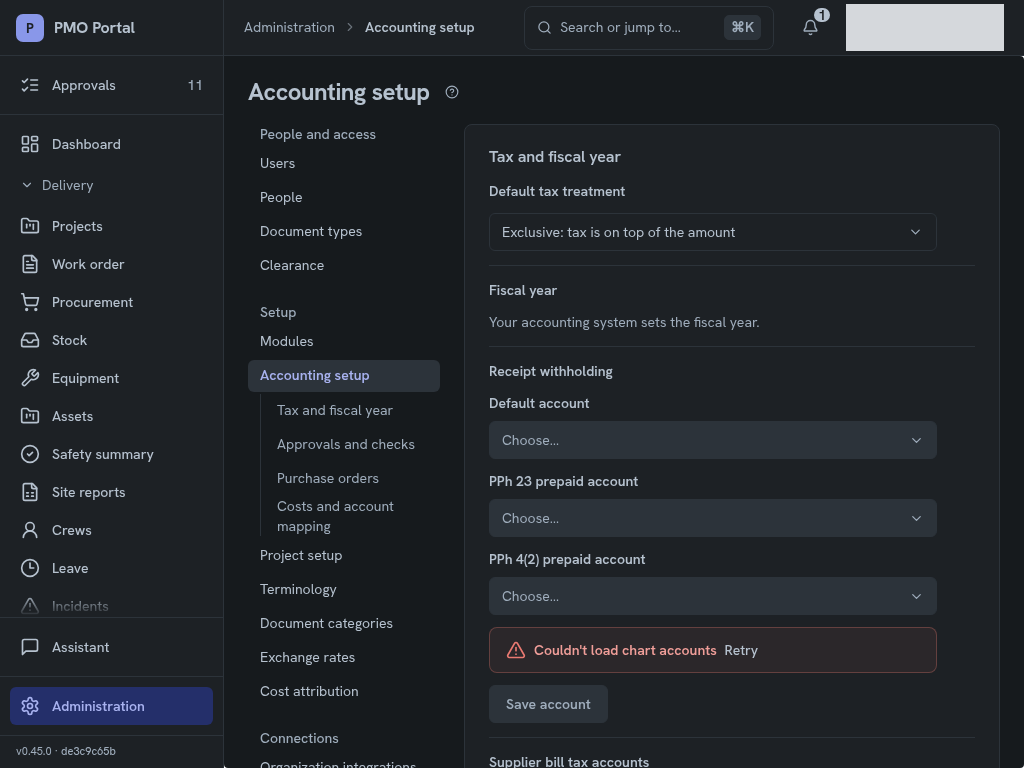 P PMO Portal
Administration > Accounting setup
Search or jump to... ⌘K
1
Approvals 11
Dashboard
Delivery
Projects
Work order
Procurement
Stock
Equipment
Assets
Safety summary
Site reports
Crews
Leave
Incidents
Assistant
Administration
v0.45.0 · de3c9c65b
Accounting setup
People and access
Users
People
Document types
Clearance
Setup
Modules
Accounting setup
Tax and fiscal year
Approvals and checks
Purchase orders
Costs and account
mapping
Project setup
Terminology
Document categories
Exchange rates
Cost attribution
Connections
Organization integrations
Tax and fiscal year
Default tax treatment
Exclusive: tax is on top of the amount
Fiscal year
Your accounting system sets the fiscal year.
Receipt withholding
Default account
Choose...
PPh 23 prepaid account
Choose...
PPh 4(2) prepaid account
Choose...
Couldn't load chart accounts Retry
Save account
Supplier bill tax accounts